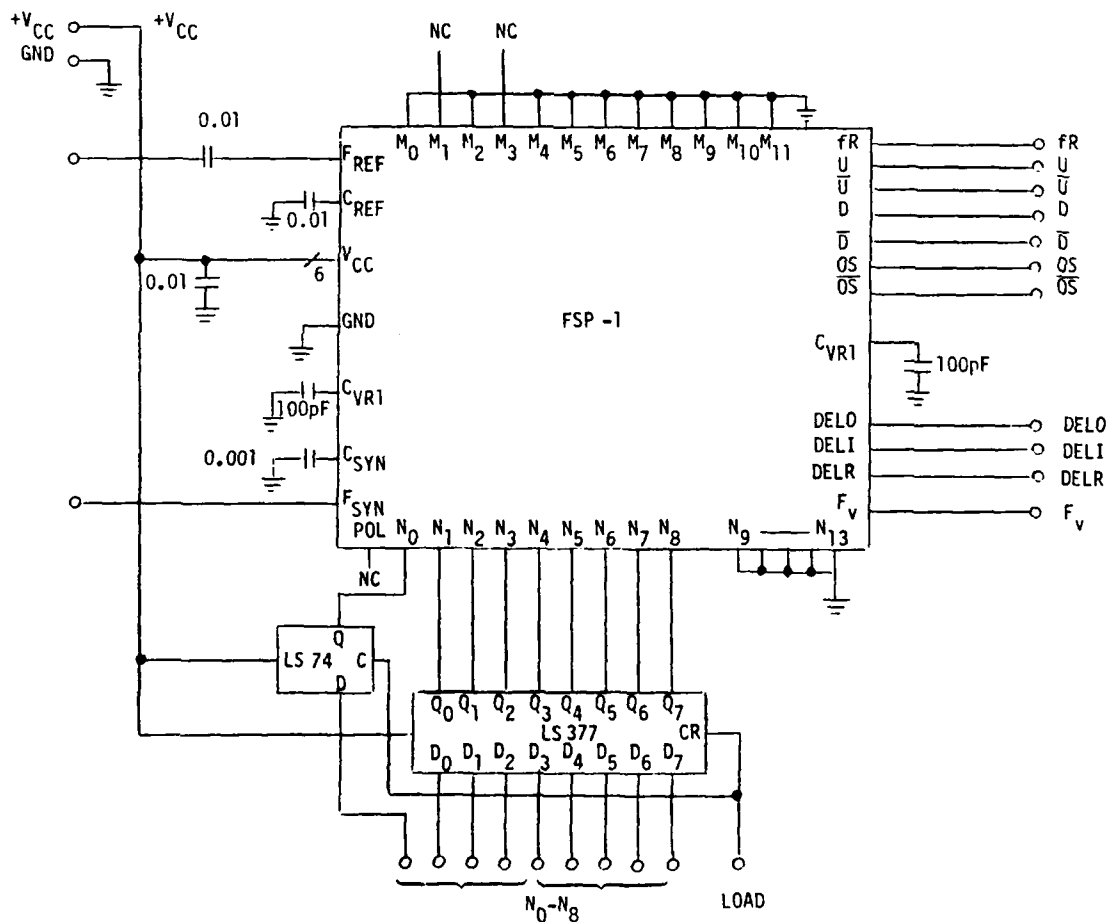 +VCC
+VCC
GND
NC
NC
0.01
M0 M1 M2 M3 M4 M5 M6 M7 M8 M9 M10 M11
FREF
CREF
0.01
VCC
6
0.01
GND
CVR1
100pF
CSYN
0.001
FSYN
POL
FSP -1
fR fR
U U
U̅ U̅
D D
D̅ D̅
OS OS
O̅S̅ O̅S̅
CVR1
100pF
DELO DELO
DELI DELI
DELR DELR
Fv Fv
N0 N1 N2 N3 N4 N5 N6 N7 N8 N9 — N13
NC
Q
LS 74 C
D
Q0 Q1 Q2 Q3 Q4 Q5 Q6 Q7
LS 377 CR
D0 D1 D2 D3 D4 D5 D6 D7
N0-N8
LOAD